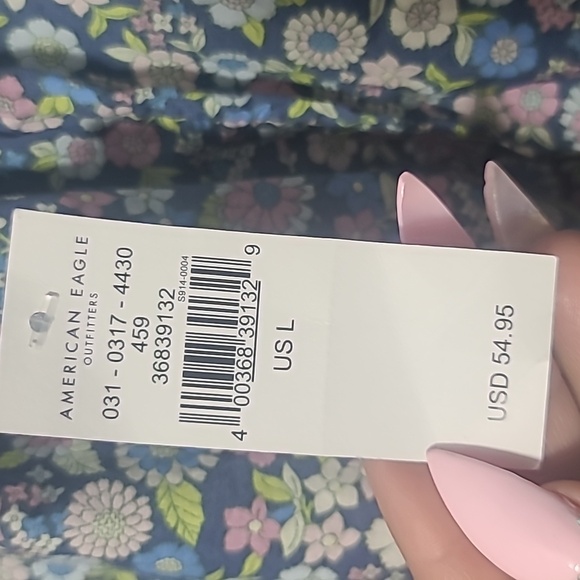 AMERICAN EAGLE
OUTFITTERS
031 - 0317 - 4430
459
36839132
S914-0004
4 00368 39132 9
US L
USD 54.95